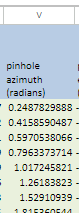 V
pinhole
azimuth
(radians)
0.2487829888
0.4158590487
0.5970538066
0.7963373714
1.017245821
1.26183823
1.52910939